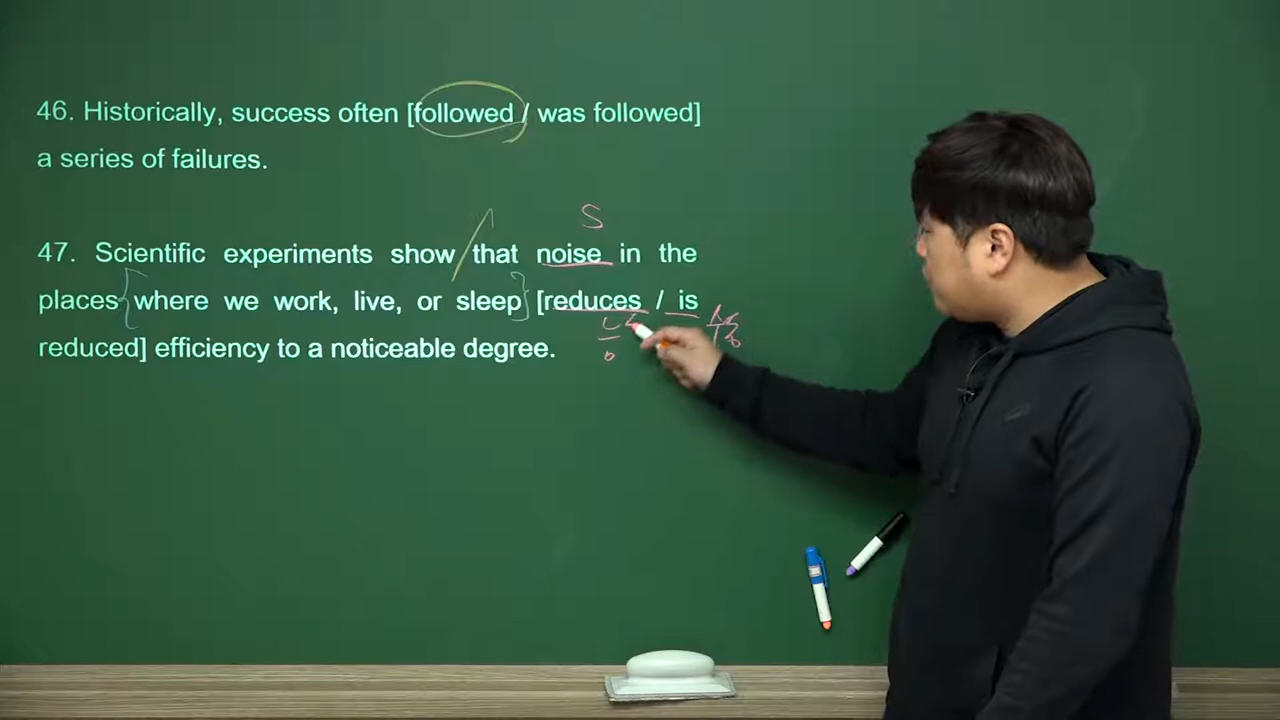 46. Historically, success often [followed / was followed]
a series of failures.
S
47. Scientific experiments show that noise in the
places where we work, live, or sleep [reduces / is
reduced] efficiency to a noticeable degree.